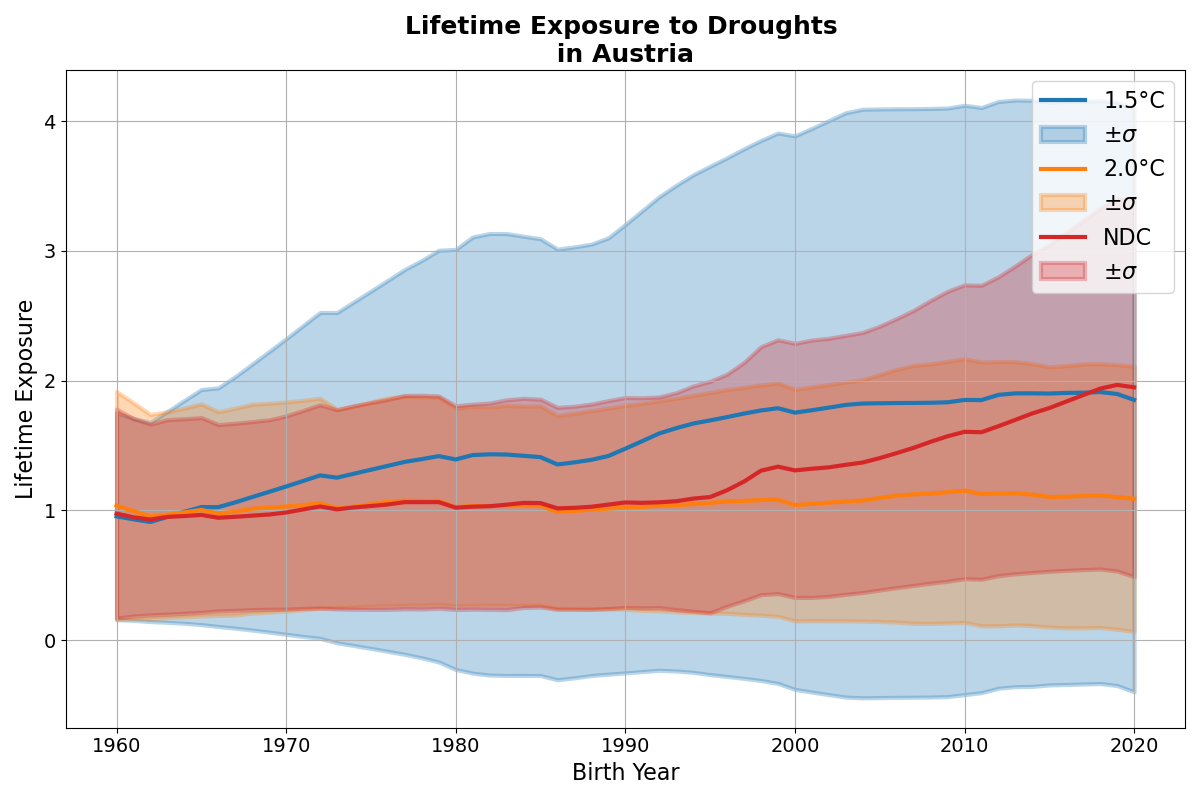 Lifetime Exposure to Droughts
in Austria
Lifetime Exposure
4
3
2
1
0
1.5°C
±σ
2.0°C
±σ
NDC
±σ
1960 1970 1980 1990 2000 2010 2020
Birth Year